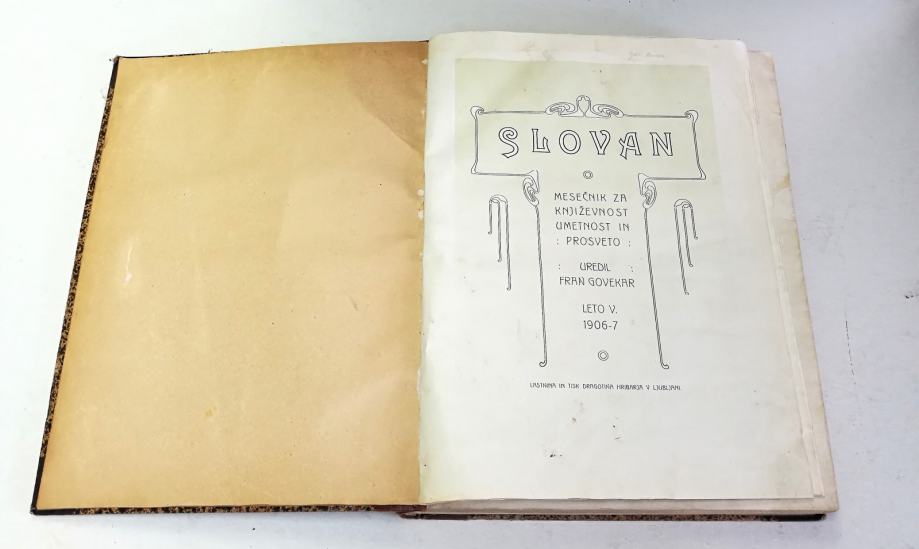 SLOVAN
MESEČNIK ZA
KNJIŽEVNOST
UMETNOST IN
: PROSVETO :
: UREDIL :
FRAN GOVEKAR
LETO V.
1906-7
LASTNINA IN TISK DRAGOTINA HRIBARJA V LJUBLJANI.